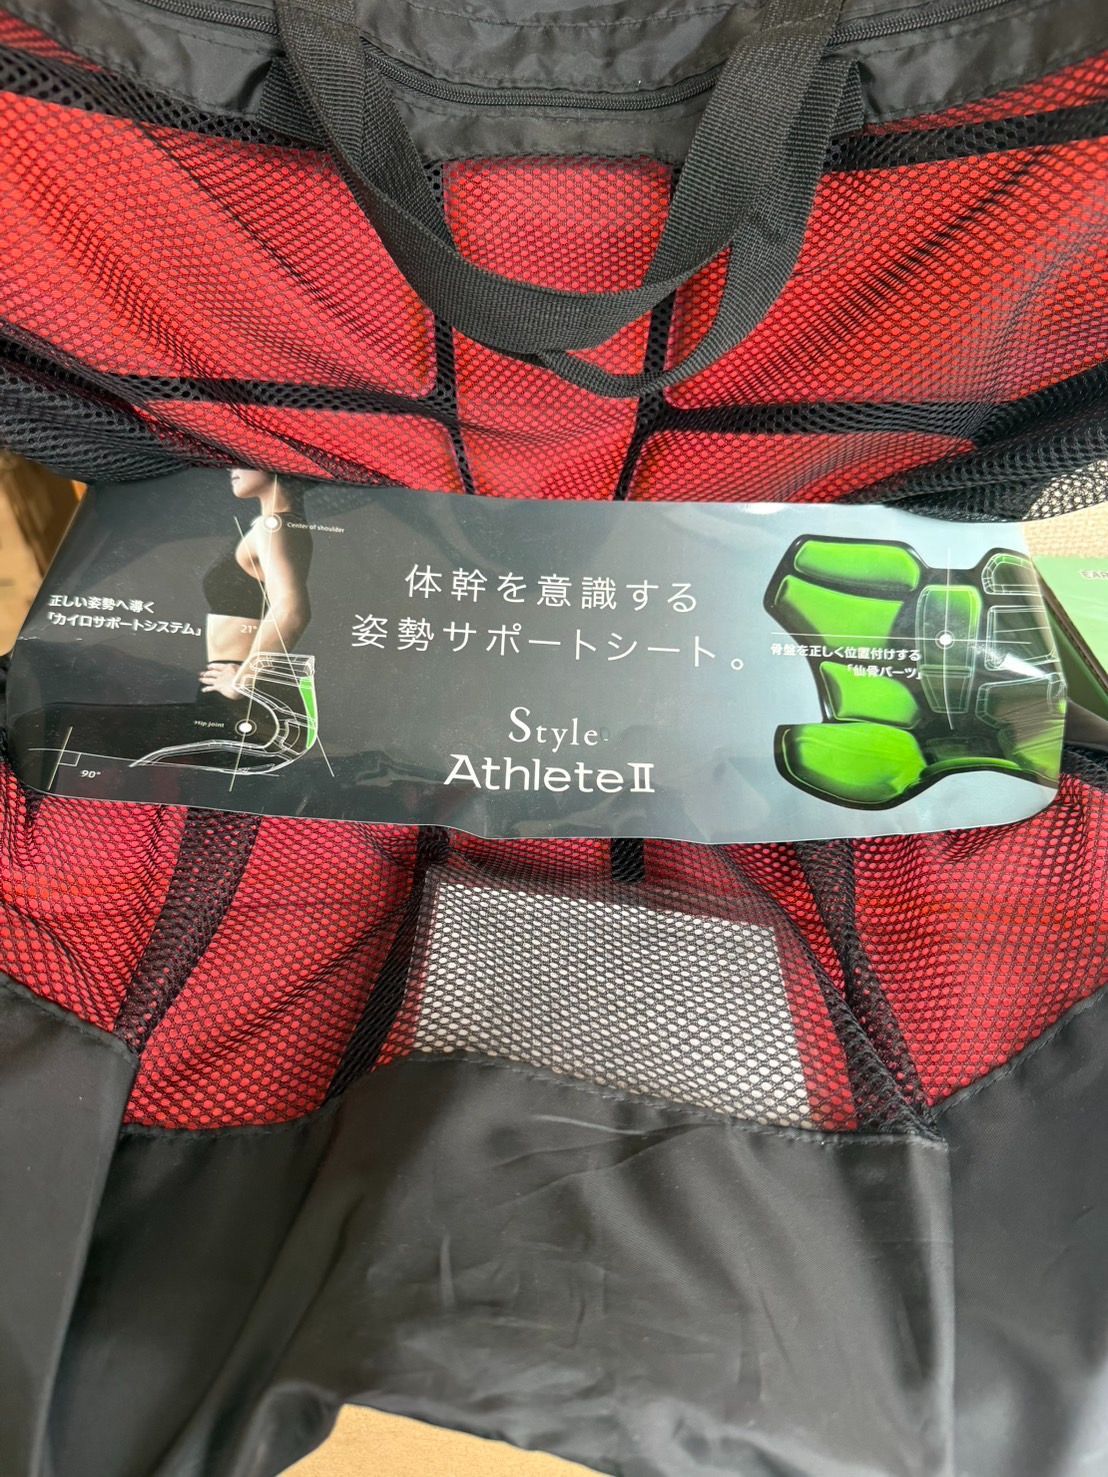 Center of shoulder
正しい姿勢へ導く
「カイロサポートシステム」
21°
Hip joint
90°
体幹を意識する
姿勢サポートシート。
Style
AthleteⅡ
骨盤を正しく位置付けする
「仙骨パーツ」
EAR